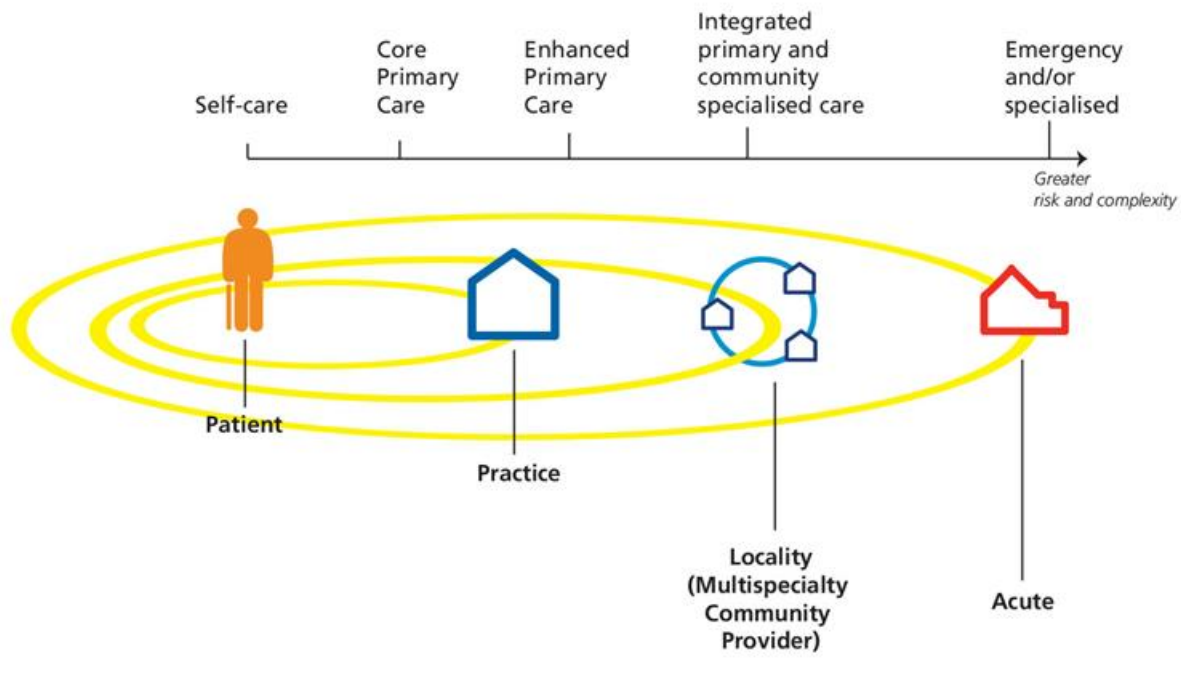 Self-care
Core
Primary
Care
Enhanced
Primary
Care
Integrated
primary and
community
specialised care
Emergency
and/or
specialised
Greater
risk and complexity
Patient
Practice
Locality
(Multispecialty
Community
Provider)
Acute